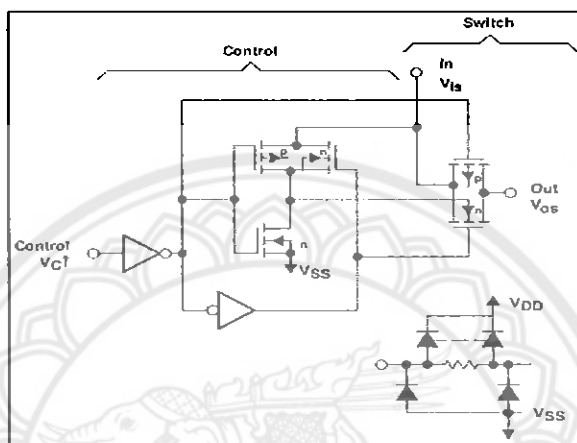 Switch
Control
In
Vis
p
n
p
n
Out
Vos
n
Control
VC†
VSS
VDD
VSS